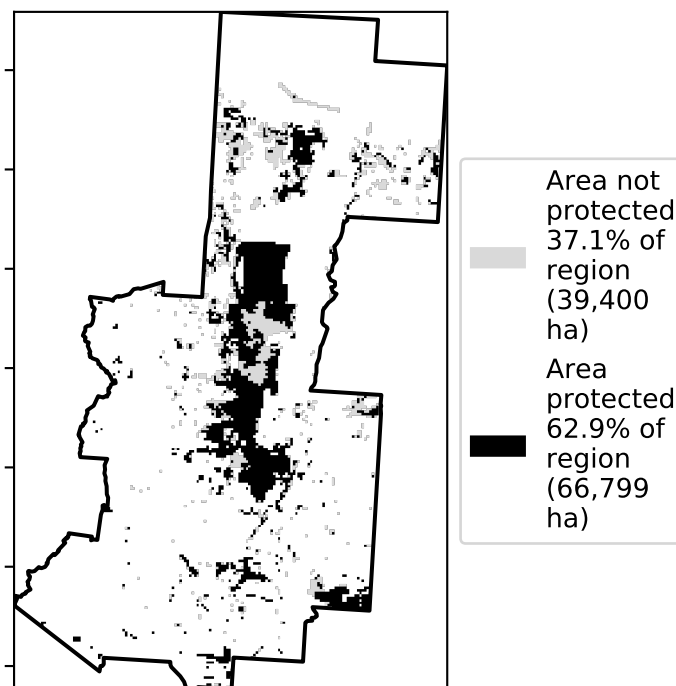 Area not
protected
37.1% of
region
(39,400
ha)
Area
protected
62.9% of
region
(66,799
ha)